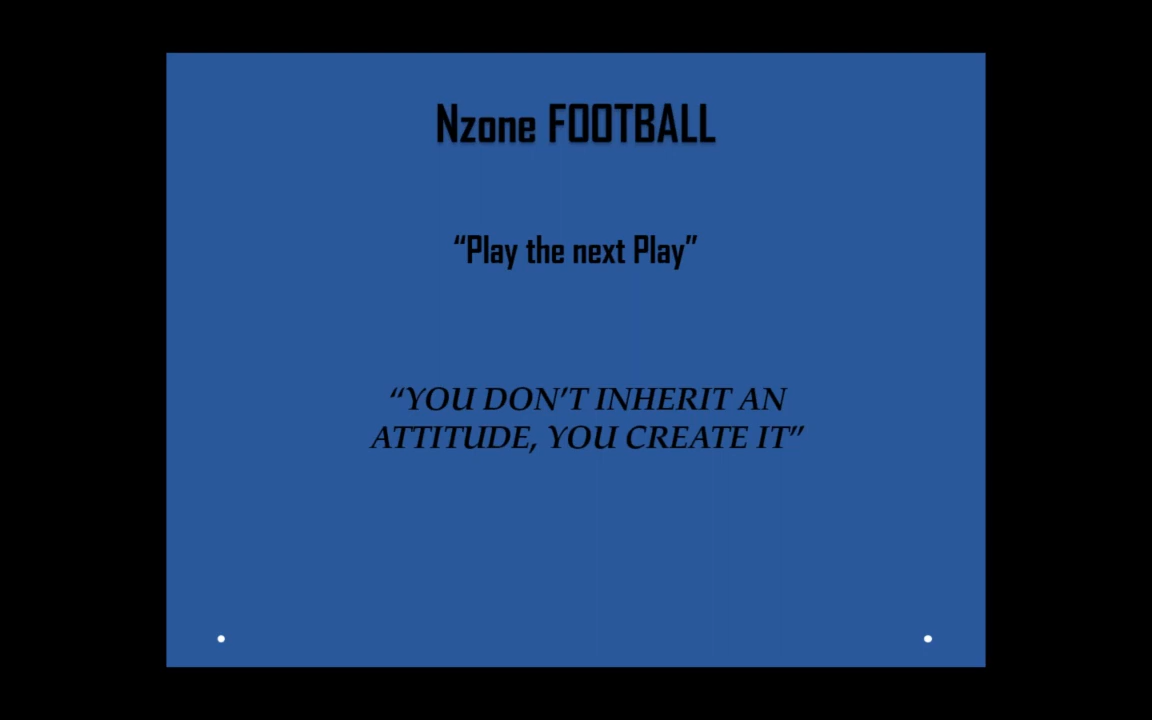 Nzone FOOTBALL
“Play the next Play”
“YOU DON’T INHERIT AN
ATTITUDE, YOU CREATE IT”